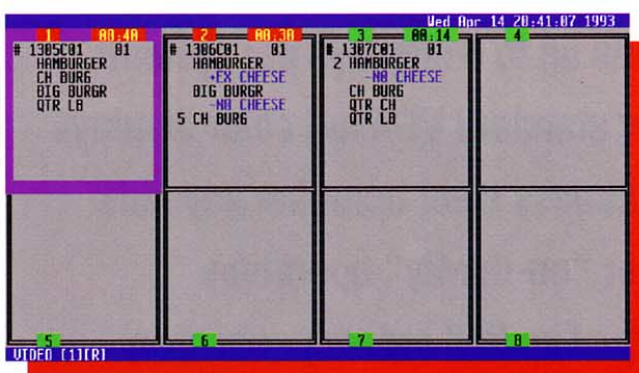 Wed Apr 14 20:41:07 1993
1 00:40
# 1305C01 01
HAMBURGER
CH BURG
BIG BURGR
QTR LB
2 00:30
# 1306C01 01
HAMBURGER
+EX CHEESE
BIG BURGR
-NO CHEESE
5 CH BURG
3 00:14
# 1307C01 01
2 HAMBURGER
-NO CHEESE
CH BURG
QTR CH
QTR LB
4
5
6
7
8
VIDEO [1][R]